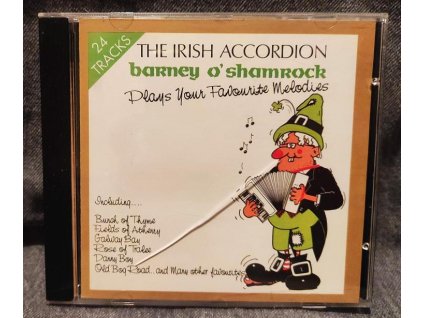 24
TRACKS
THE IRISH ACCORDION
barney o'shamrock
Plays Your Favourite Melodies
Including....
Bunch of Thyme
Fields of Athenry
Galway Bay
Rose of Tralee
Danny Boy
Old Bog Road.. and Many other favourites